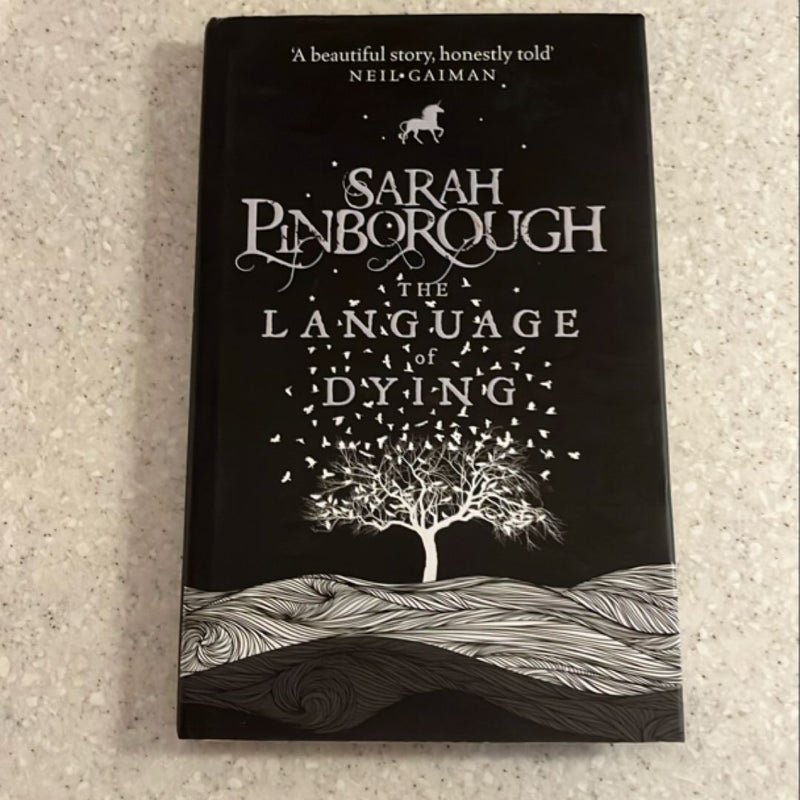 'A beautiful story, honestly told'
NEIL•GAIMAN
SARAH
PINBOROUGH
THE
LANGUAGE
of
DYING